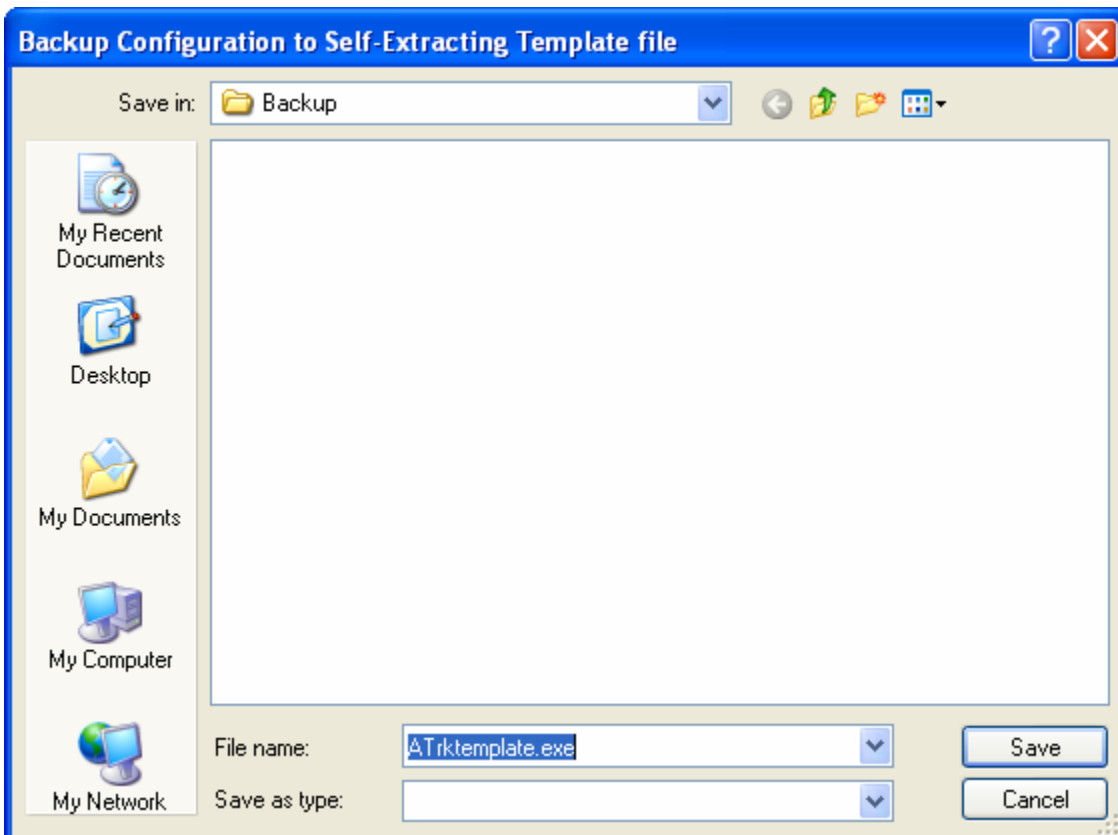 Backup Configuration to Self-Extracting Template file
Save in:
Backup
My Recent
Documents
Desktop
My Documents
My Computer
My Network
File name:
ATrktemplate.exe
Save
Save as type:
Cancel